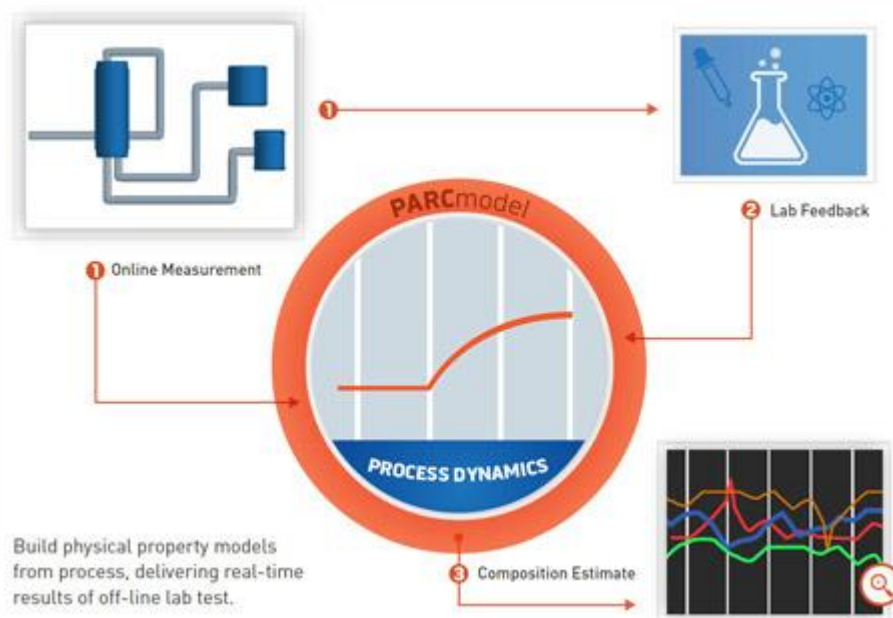 1
PARCmodel
2 Lab Feedback
1 Online Measurement
PROCESS DYNAMICS
Build physical property models
from process, delivering real-time
results of off-line lab test.
3 Composition Estimate